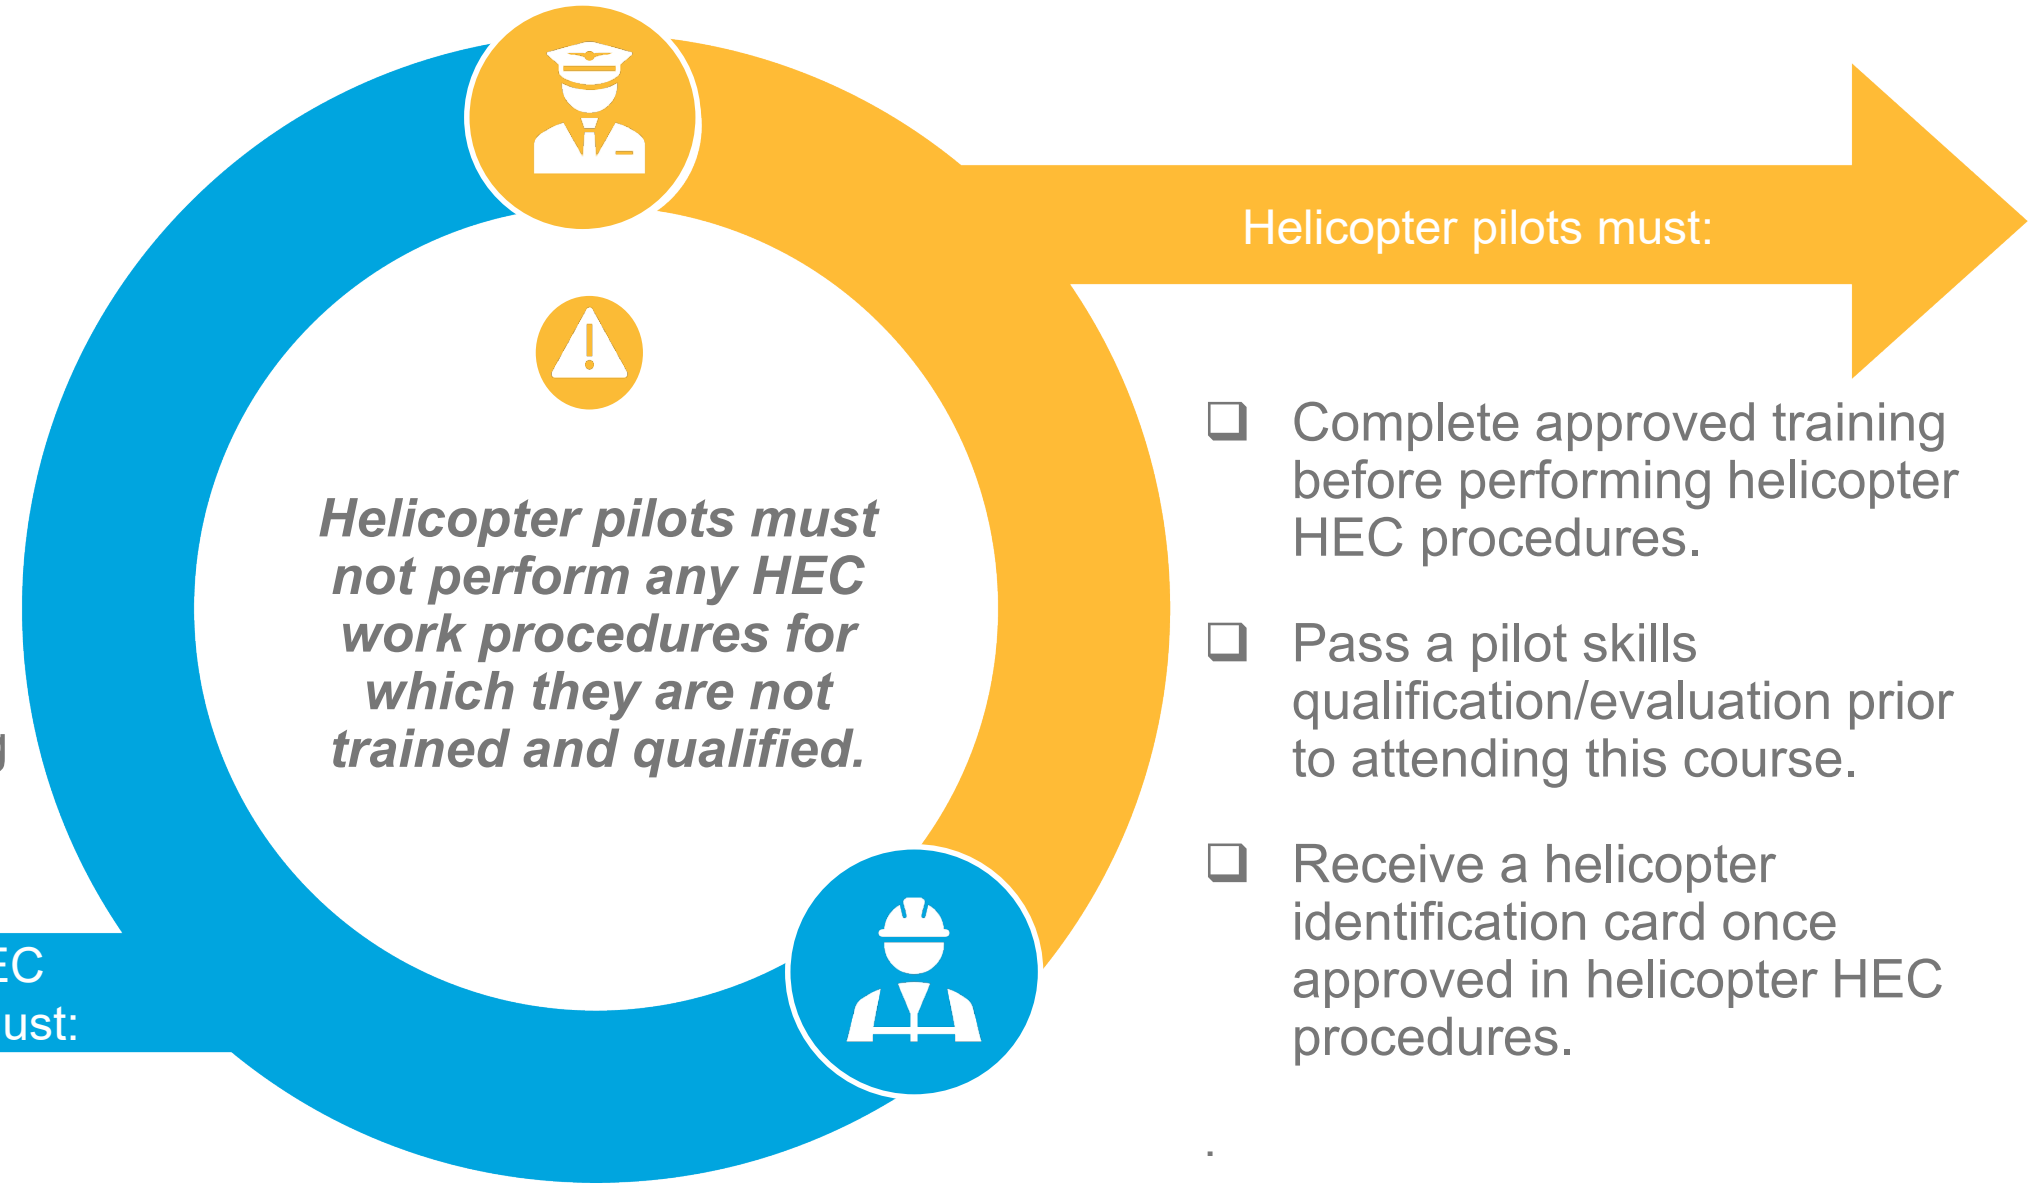 Helicopter pilots must:
Helicopter pilots must
not perform any HEC
work procedures for
which they are not
trained and qualified.
❑ Complete approved training
before performing helicopter
HEC procedures.
❑ Pass a pilot skills
qualification/evaluation prior
to attending this course.
❑ Receive a helicopter
identification card once
approved in helicopter HEC
procedures.
.